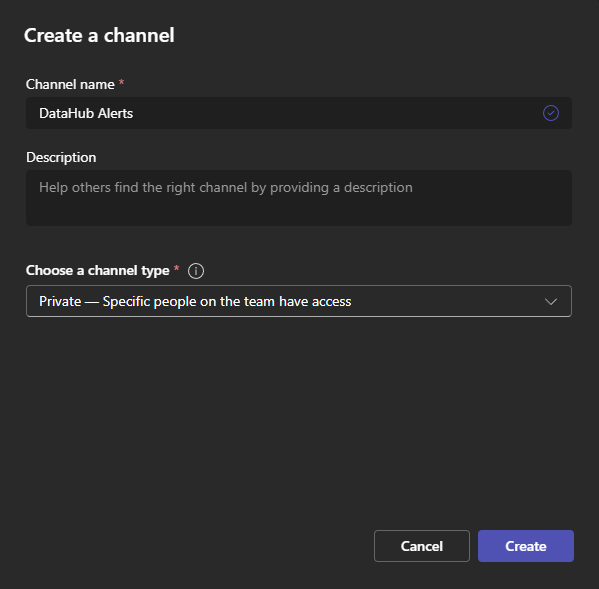 Create a channel
Channel name *
DataHub Alerts
Description
Help others find the right channel by providing a description
Choose a channel type *
Private — Specific people on the team have access
Cancel
Create